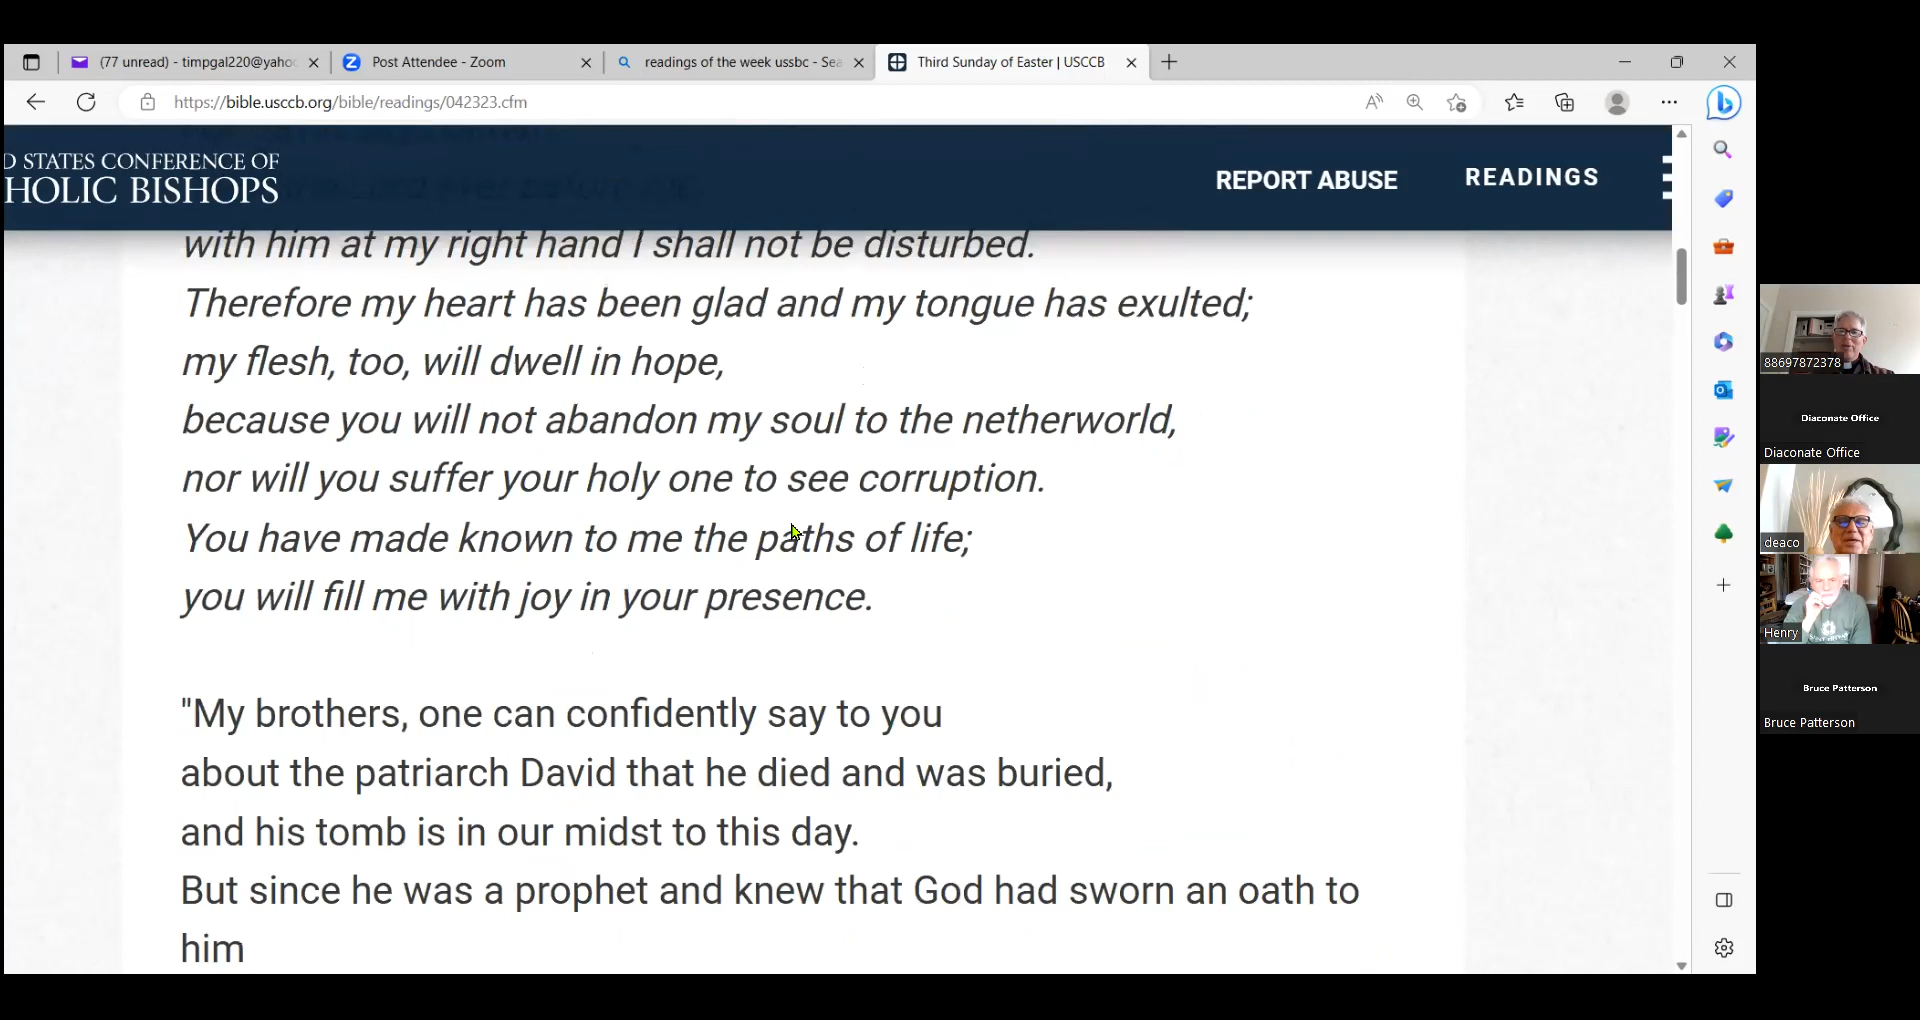 (77 unread) - timpgal220@yahoo
Post Attendee - Zoom
readings of the week ussbc - Sea
Third Sunday of Easter | USCCB
https://bible.usccb.org/bible/readings/042323.cfm
D STATES CONFERENCE OF
HOLIC BISHOPS
REPORT ABUSE
READINGS
with him at my right hand I shall not be disturbed.
Therefore my heart has been glad and my tongue has exulted;
my flesh, too, will dwell in hope,
because you will not abandon my soul to the netherworld,
nor will you suffer your holy one to see corruption.
You have made known to me the paths of life;
you will fill me with joy in your presence.
"My brothers, one can confidently say to you
about the patriarch David that he died and was buried,
and his tomb is in our midst to this day.
But since he was a prophet and knew that God had sworn an oath to
him
88697872378
Diaconate Office
Diaconate Office
deaco
Henry
Bruce Patterson
Bruce Patterson